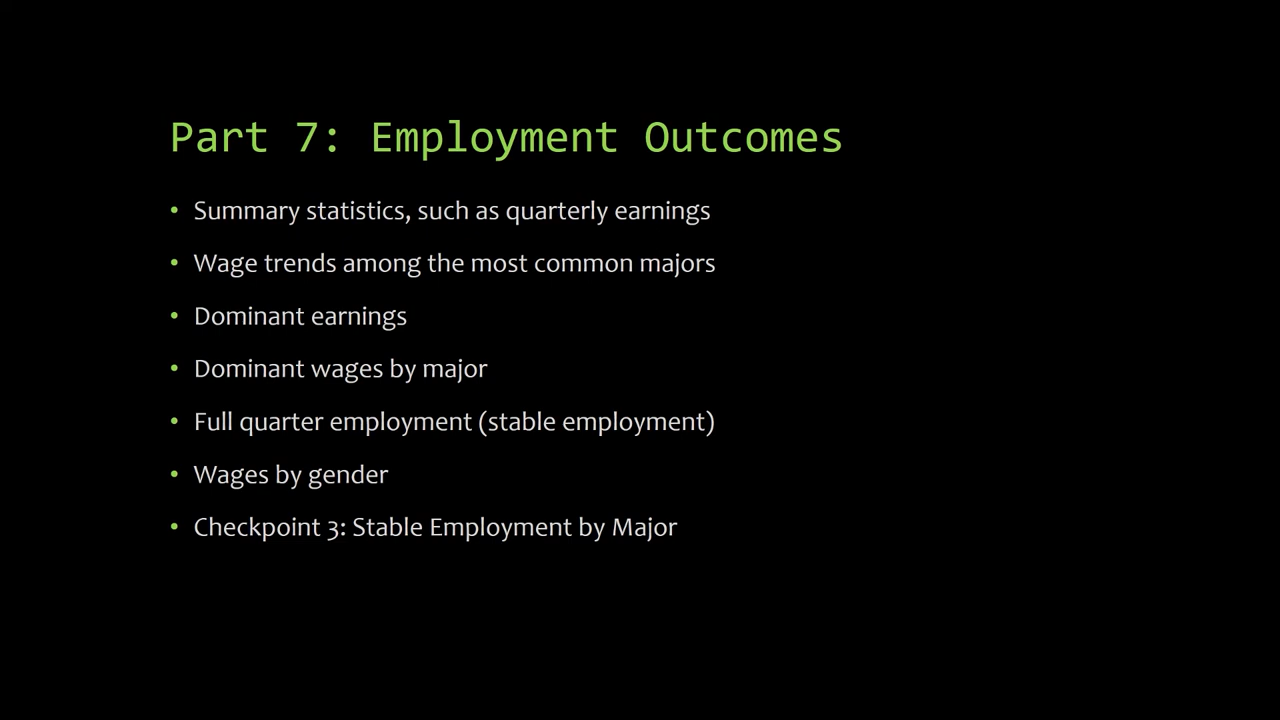 Part 7: Employment Outcomes
• Summary statistics, such as quarterly earnings
• Wage trends among the most common majors
• Dominant earnings
• Dominant wages by major
• Full quarter employment (stable employment)
• Wages by gender
• Checkpoint 3: Stable Employment by Major